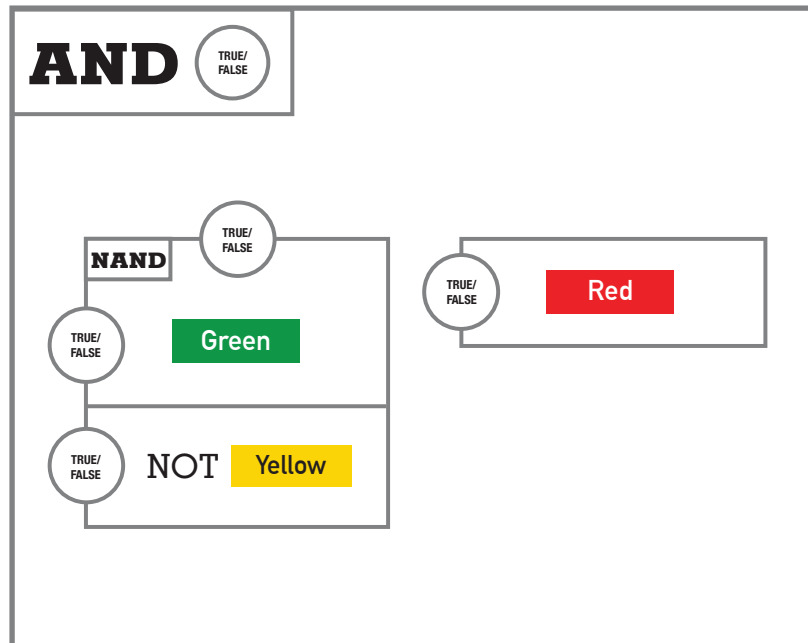 AND
TRUE/
FALSE
NAND
TRUE/
FALSE
TRUE/
FALSE
Green
TRUE/
FALSE
NOT Yellow
TRUE/
FALSE
Red